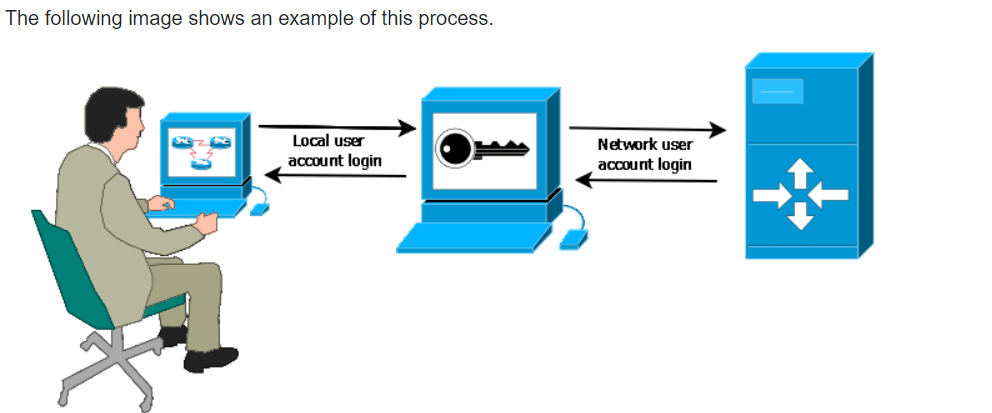 The following image shows an example of this process.
Local user
account login
Network user
account login